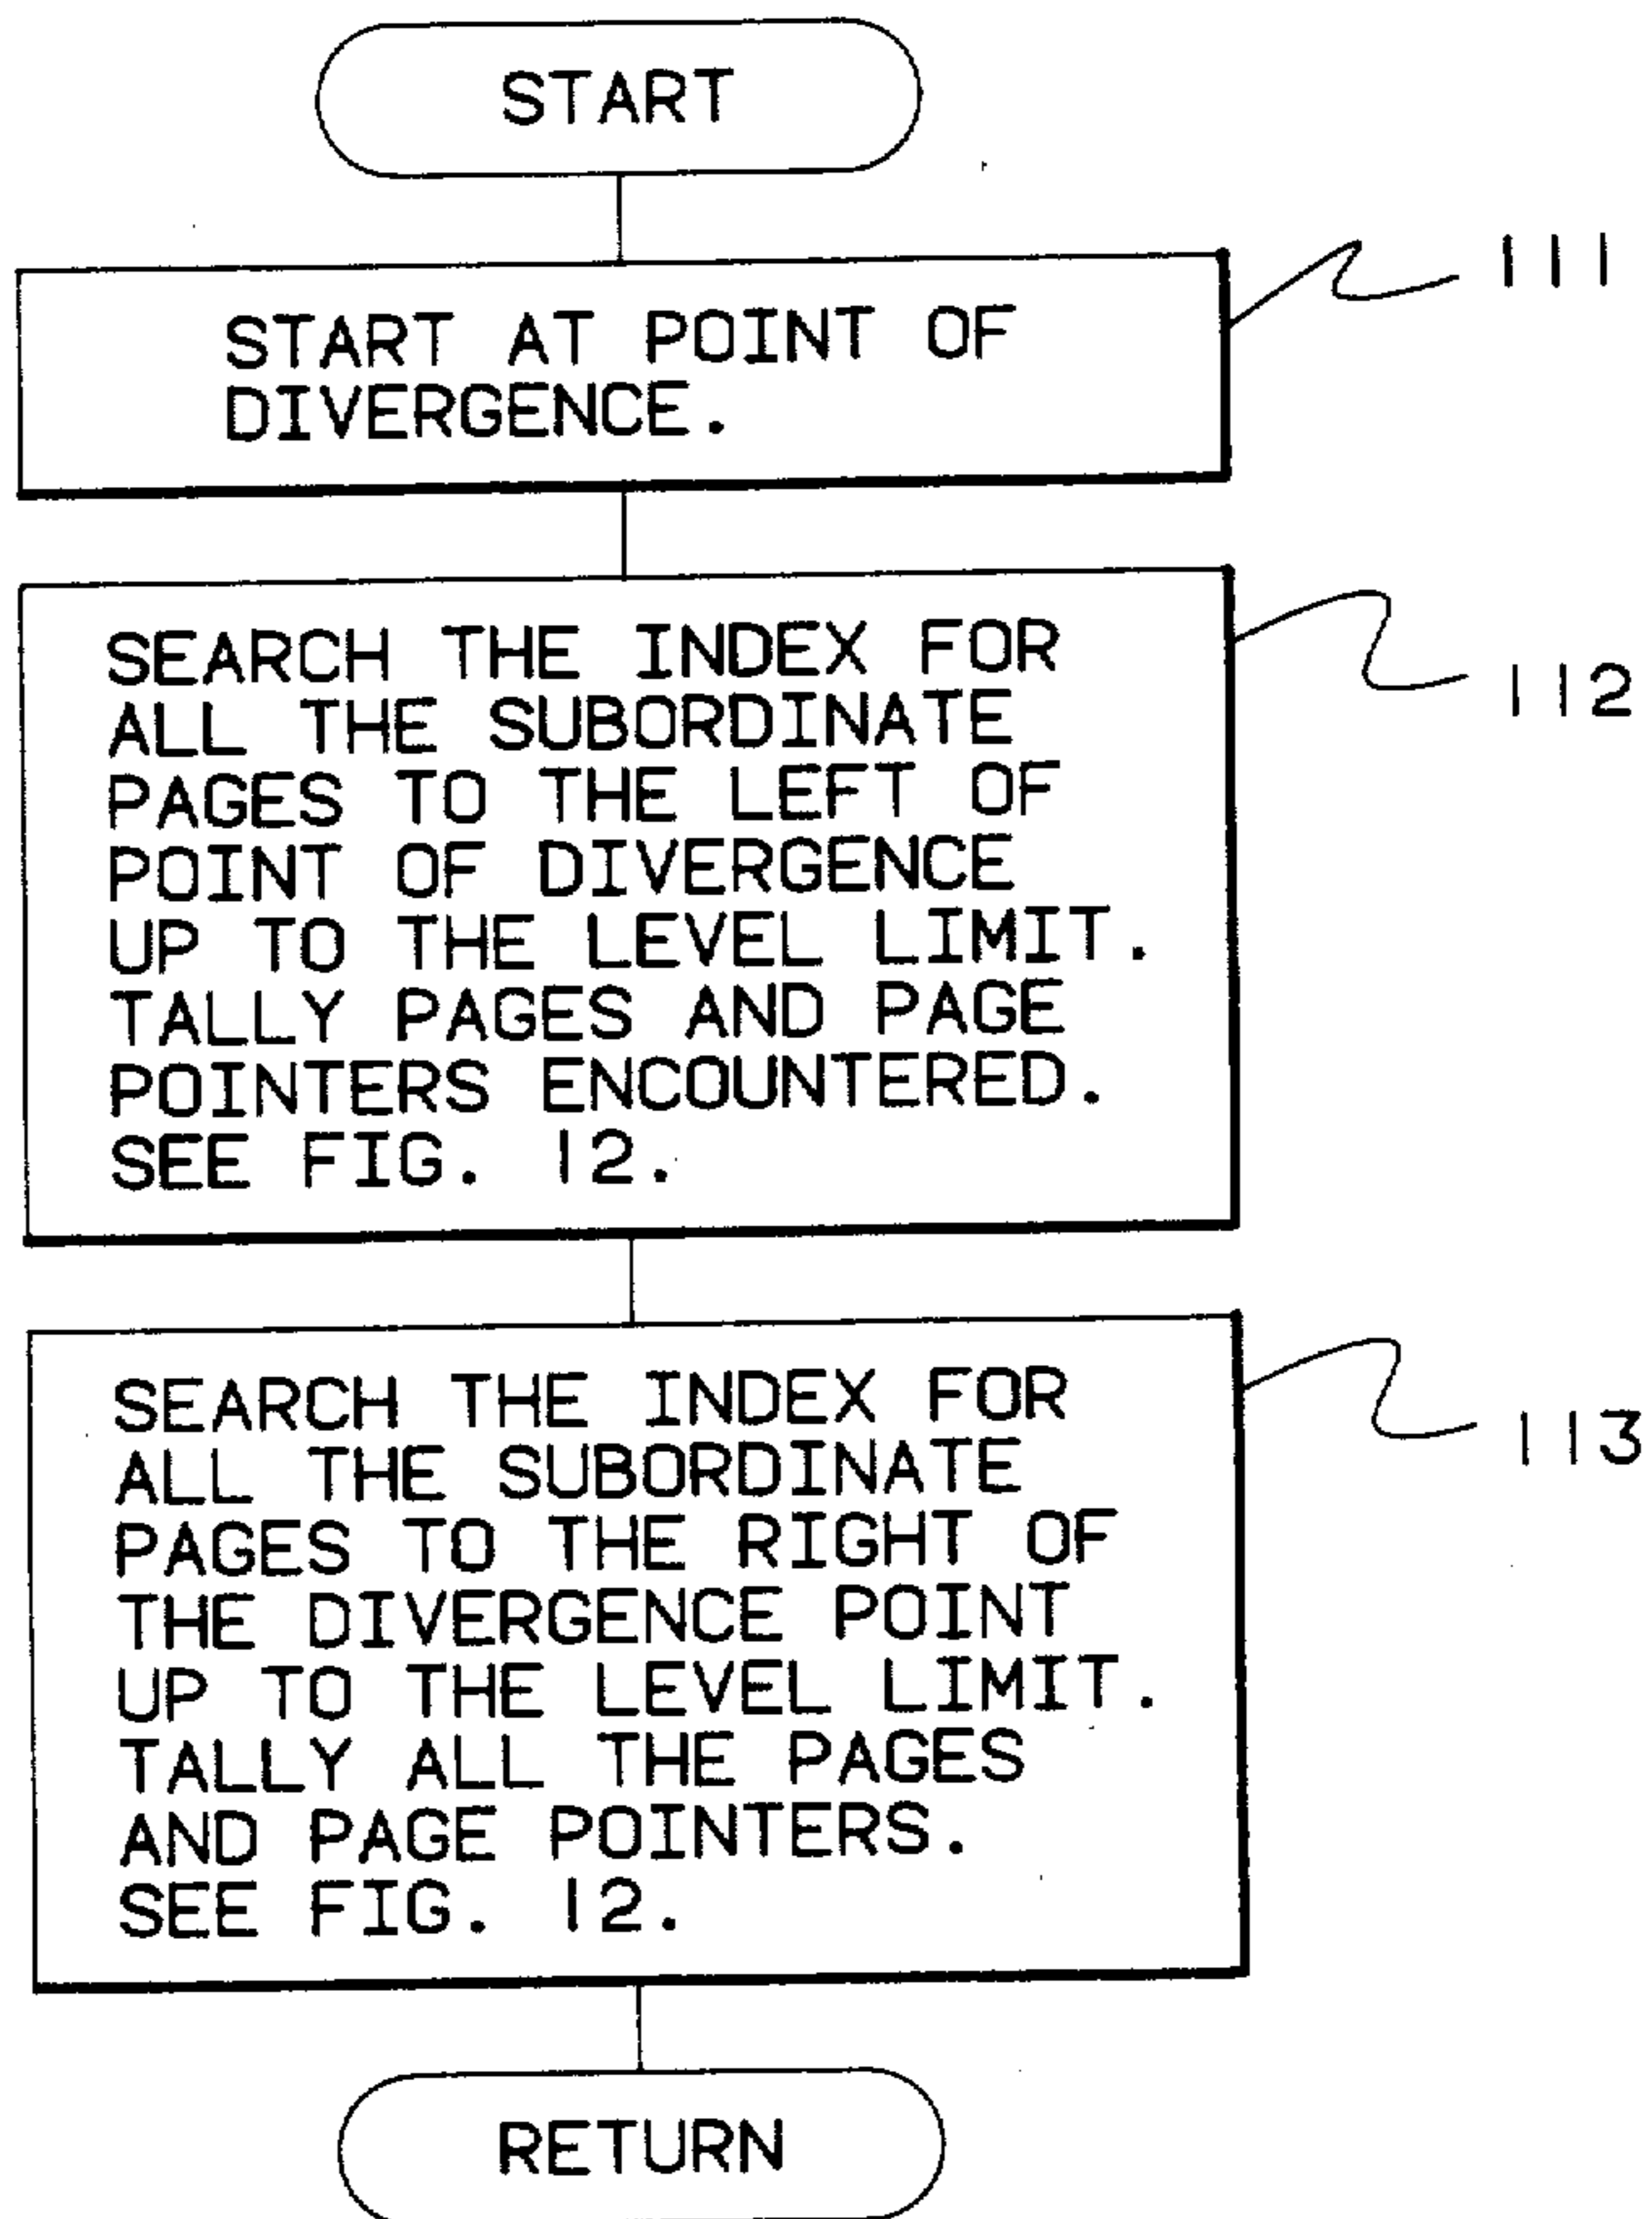 START
START AT POINT OF
DIVERGENCE.
111
SEARCH THE INDEX FOR
ALL THE SUBORDINATE
PAGES TO THE LEFT OF
POINT OF DIVERGENCE
UP TO THE LEVEL LIMIT.
TALLY PAGES AND PAGE
POINTERS ENCOUNTERED.
SEE FIG. 12.
112
SEARCH THE INDEX FOR
ALL THE SUBORDINATE
PAGES TO THE RIGHT OF
THE DIVERGENCE POINT
UP TO THE LEVEL LIMIT.
TALLY ALL THE PAGES
AND PAGE POINTERS.
SEE FIG. 12.
113
RETURN